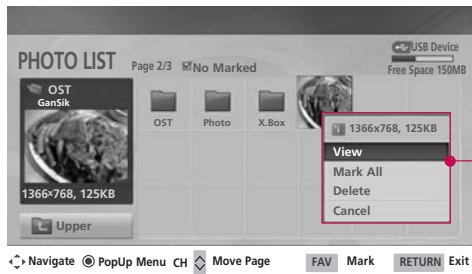 USB Device
PHOTO LIST Page 2/3 No Marked
Free Space 150MB
OST
GanSik
1366×768, 125KB
Upper
OST Photo X.Box
1366x768, 125KB
View
Mark All
Delete
Cancel
Navigate PopUp Menu CH Move Page FAV Mark RETURN Exit